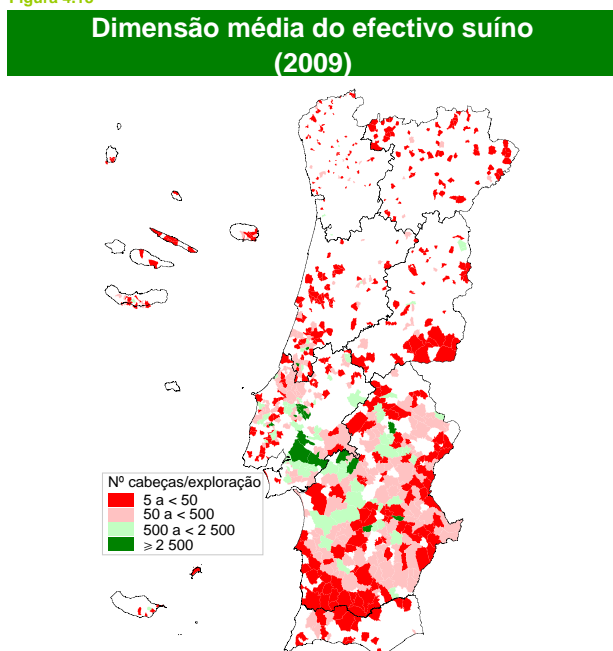 Dimensão média do efectivo suíno
(2009)
Nº cabeças/exploração
5 a < 50
50 a < 500
500 a < 2 500
≥ 2 500